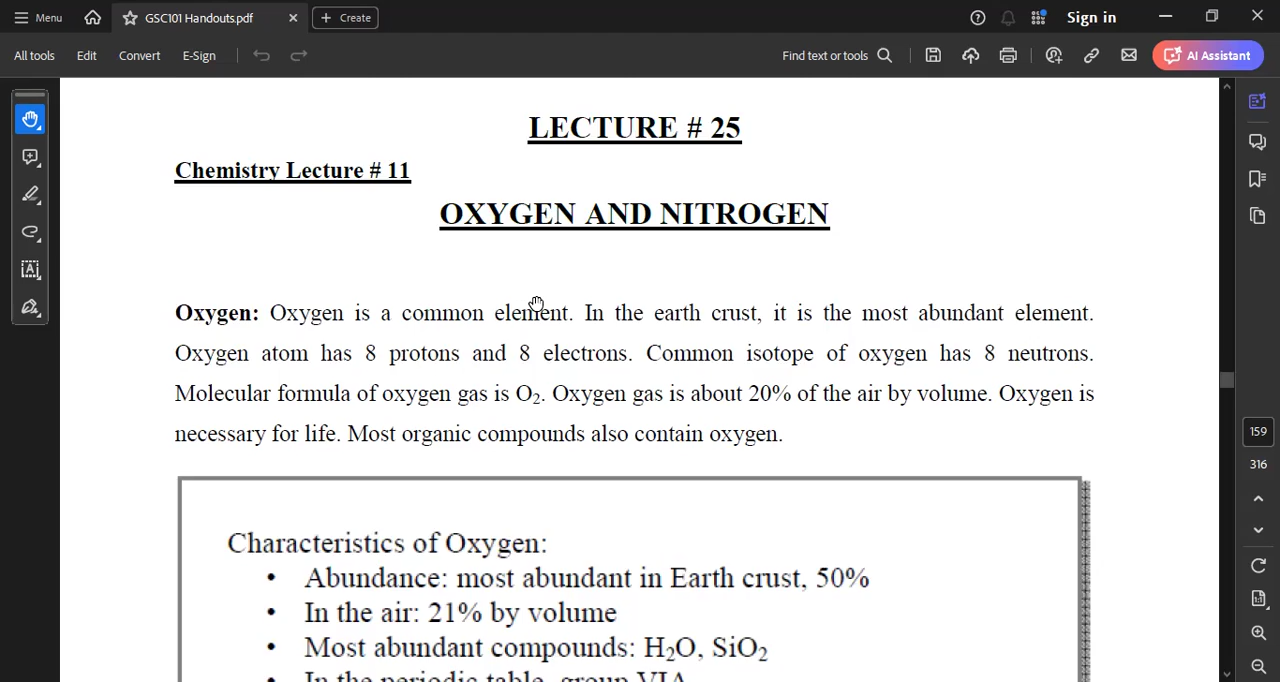 Menu
GSC101 Handouts.pdf
Create
Sign in
All tools
Edit
Convert
E-Sign
Find text or tools
AI Assistant
LECTURE # 25
Chemistry Lecture # 11
OXYGEN AND NITROGEN
Oxygen: Oxygen is a common element. In the earth crust, it is the most abundant element.
Oxygen atom has 8 protons and 8 electrons. Common isotope of oxygen has 8 neutrons.
Molecular formula of oxygen gas is O₂. Oxygen gas is about 20% of the air by volume. Oxygen is
necessary for life. Most organic compounds also contain oxygen.
Characteristics of Oxygen:
• Abundance: most abundant in Earth crust, 50%
• In the air: 21% by volume
• Most abundant compounds: H₂O, SiO₂
• In the periodic table, group VIA
159
316